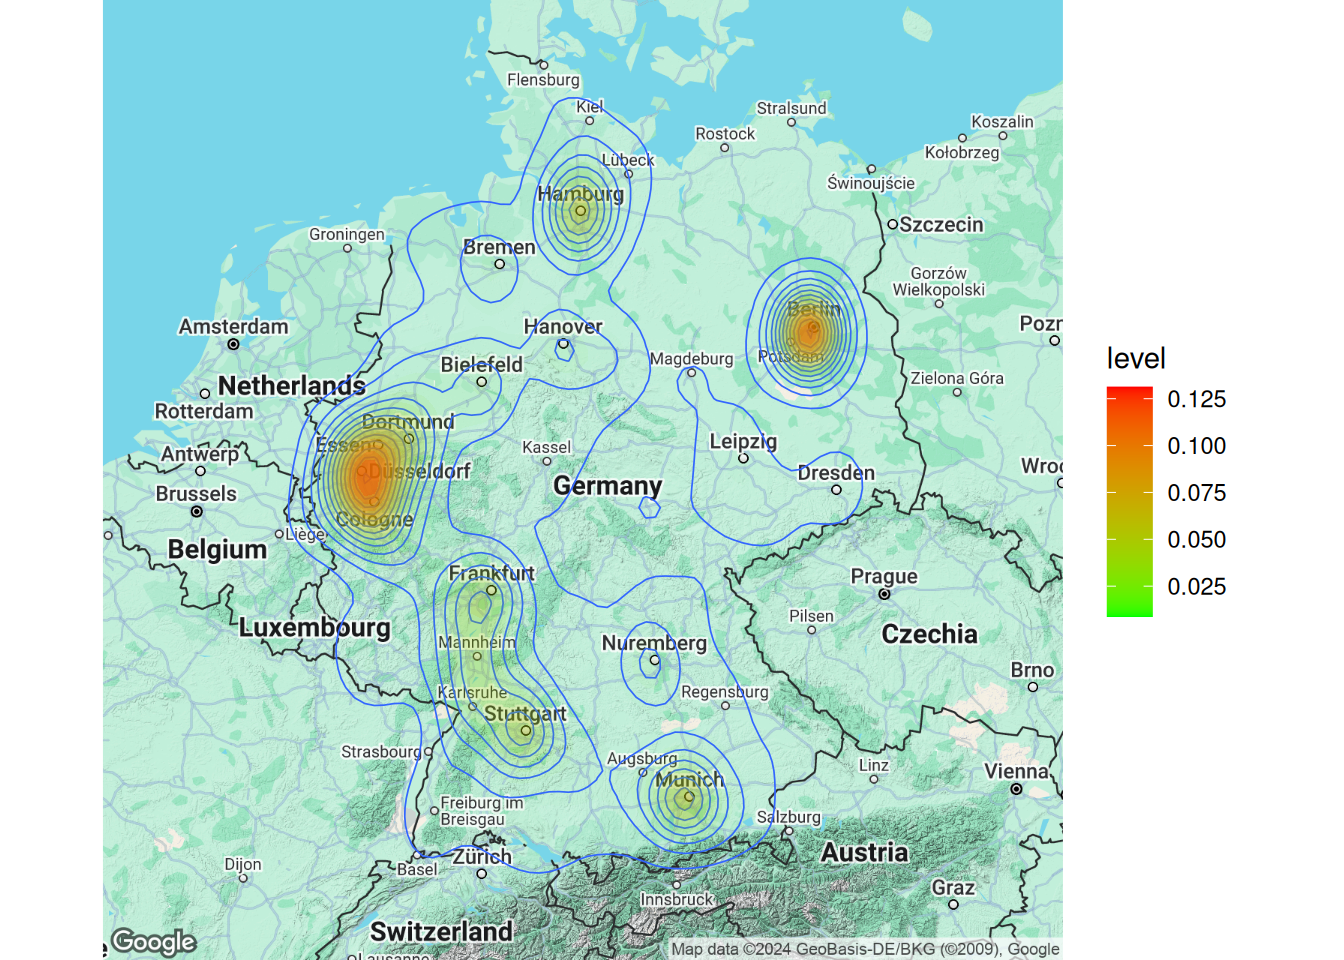 Flensburg
Kiel
Stralsund
Koszalin
Rostock
Kołobrzeg
Lübeck
Świnoujście
Hamburg
Szczecin
Groningen
Bremen
Gorzów
Wielkopolski
Berlin
Amsterdam
Hanover
Pozn
Potsdam
Magdeburg
Bielefeld
Netherlands
Zielona Góra
Rotterdam
Dortmund
Essen
Leipzig
Kassel
Antwerp
Düsseldorf
Dresden
Wroc
Brussels
Germany
Cologne
Liège
Belgium
Frankfurt
Prague
Pilsen
Luxembourg
Czechia
Mannheim
Nuremberg
Brno
Karlsruhe
Regensburg
Stuttgart
Strasbourg
Augsburg
Linz
Munich
Vienna
Freiburg im
Breisgau
Salzburg
Zürich
Austria
Dijon
Basel
Innsbruck
Graz
Switzerland
Google
Map data ©2024 GeoBasis-DE/BKG (©2009), Google
Lausanne
level
0.125
0.100
0.075
0.050
0.025